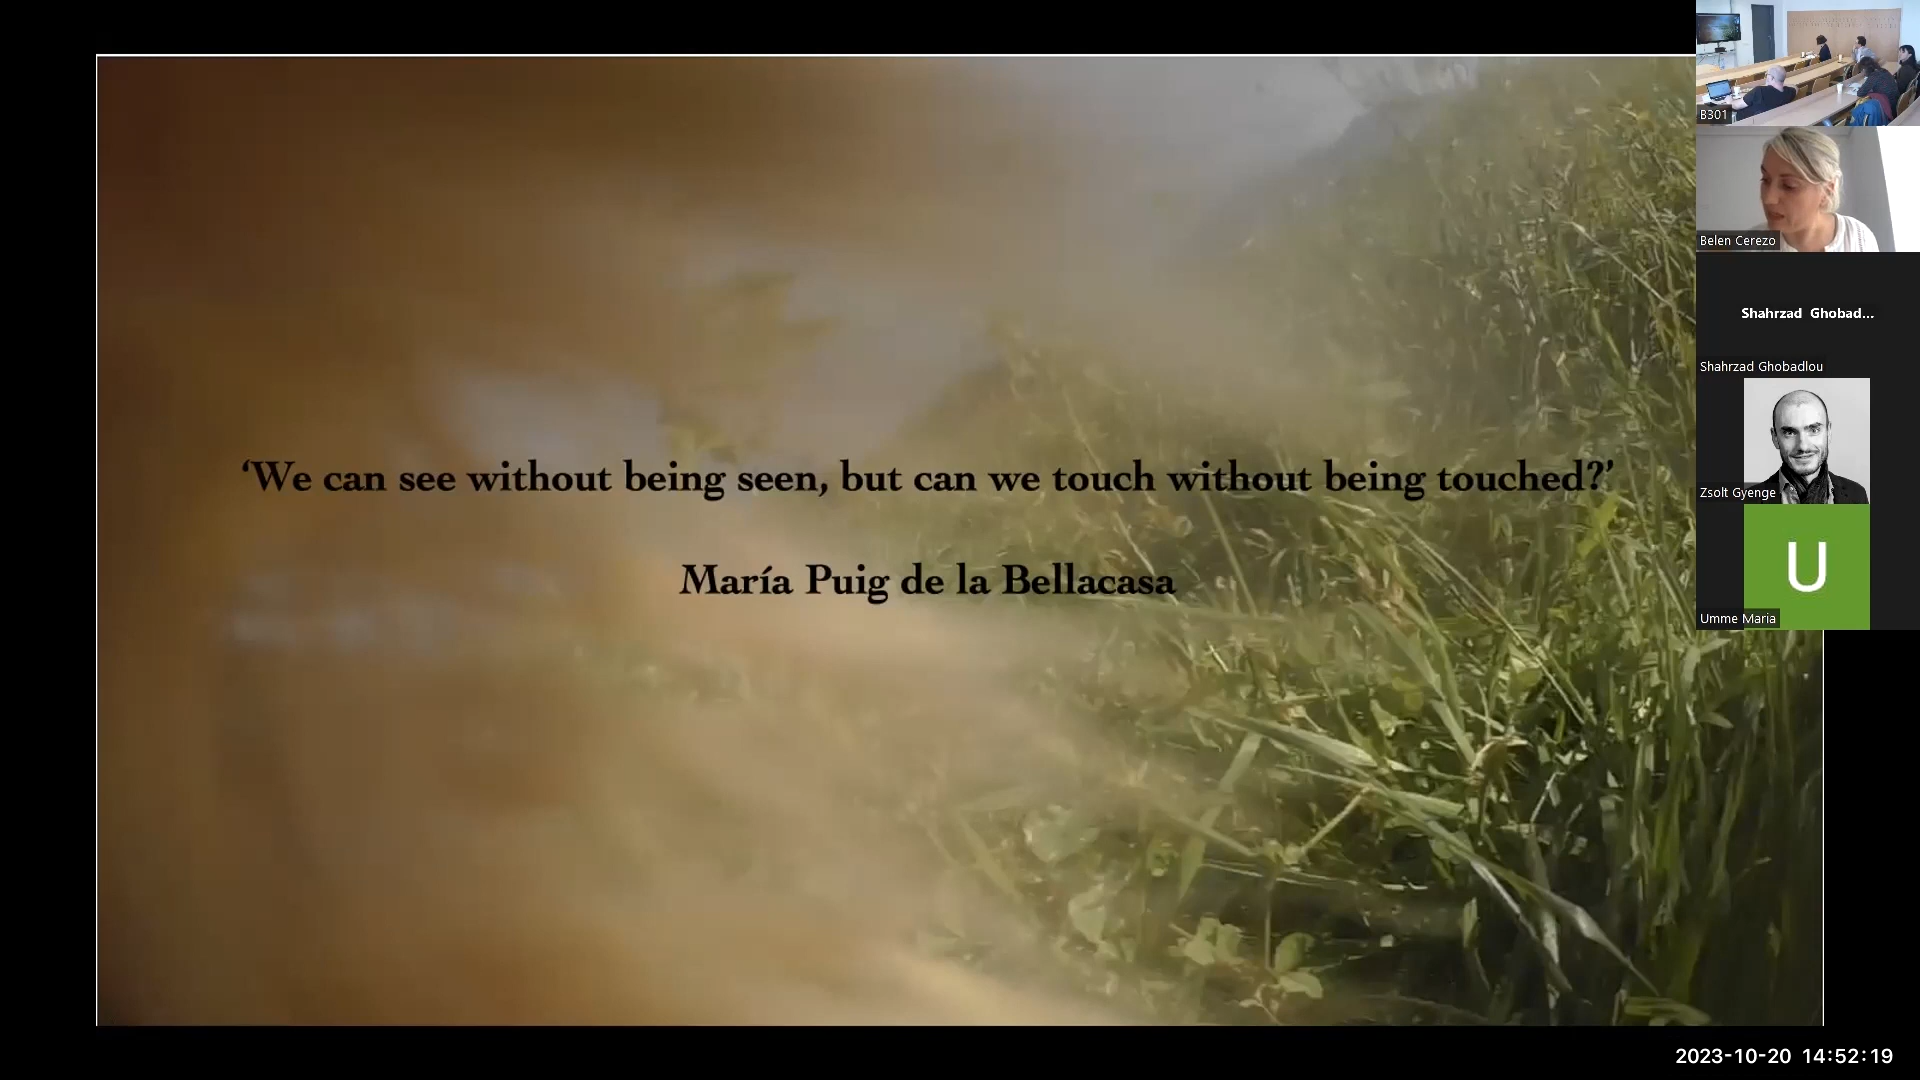 ‘We can see without being seen, but can we touch without being touched?’
María Puig de la Bellacasa
B301
Belen Cerezo
Shahrzad Ghobad...
Shahrzad Ghobadlou
Zsolt Gyenge
U
Umme Maria
2023-10-20 14:52:19